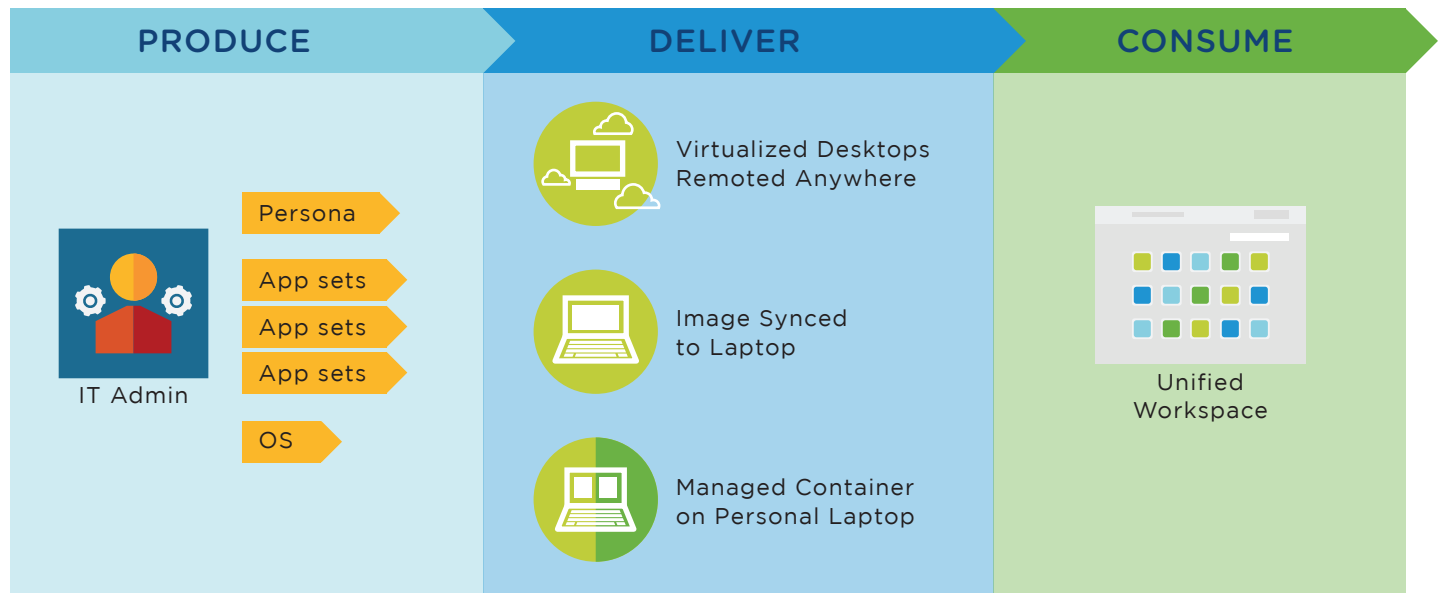 PRODUCE
DELIVER
CONSUME
IT Admin
Persona
App sets
App sets
App sets
OS
Virtualized Desktops
Remoted Anywhere
Image Synced
to Laptop
Managed Container
on Personal Laptop
Unified
Workspace